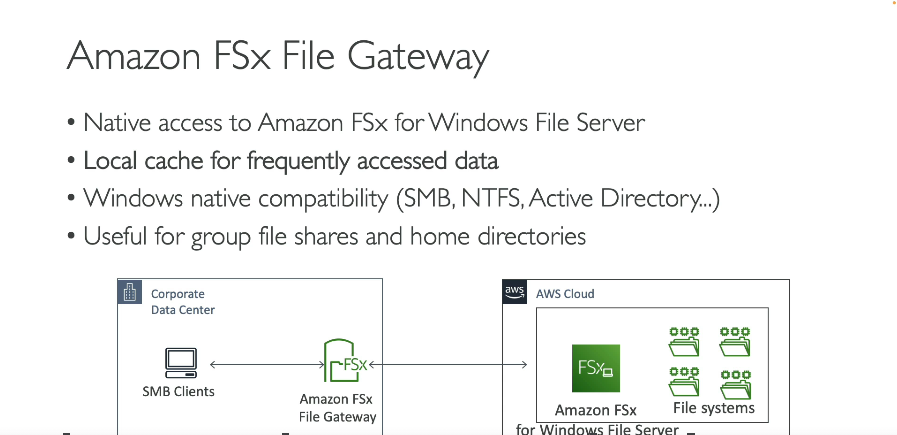 Amazon FSx File Gateway
• Native access to Amazon FSx for Windows File Server
• Local cache for frequently accessed data
• Windows native compatibility (SMB, NTFS, Active Directory...)
• Useful for group file shares and home directories
Corporate
Data Center
SMB Clients
FSx
Amazon FSx
File Gateway
aws
AWS Cloud
FSx
Amazon FSx
for Windows File Server
File systems